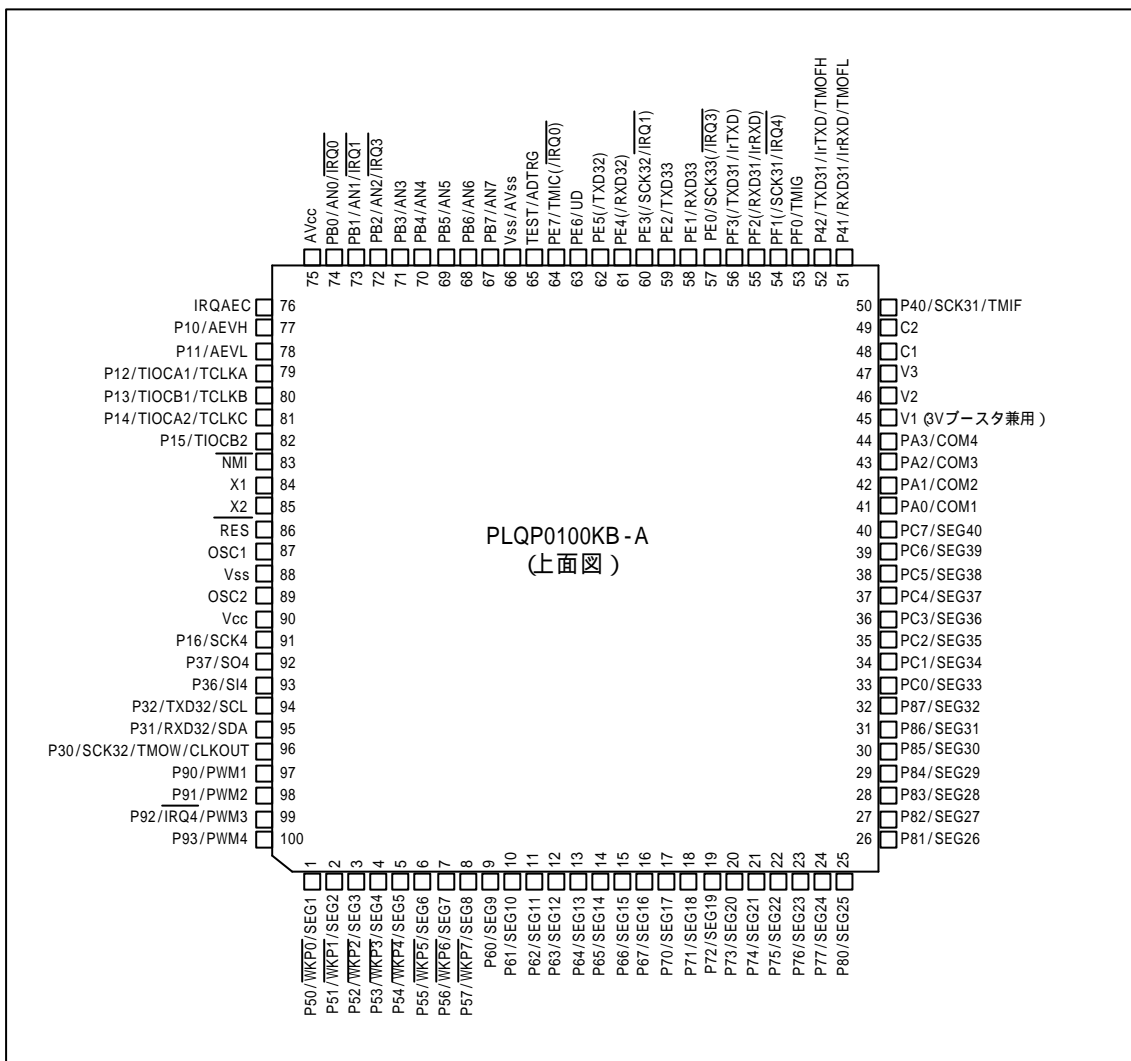 AVcc
PB0/AN0/IRQ0
PB1/AN1/IRQ1
PB2/AN2/IRQ3
PB3/AN3
PB4/AN4
PB5/AN5
PB6/AN6
PB7/AN7
Vss/AVss
TEST/ADTRG
PE7/TMIC(/IRQ0)
PE6/UD
PE5(/TXD32)
PE4(/RXD32)
PE3(/SCK32/IRQ1)
PE2/TXD33
PE1/RXD33
PE0/SCK33(/IRQ3)
PF3(/TXD31/IrTXD)
PF2(/RXD31/IrRXD)
PF1(/SCK31/IRQ4)
PF0/TMIG
P42/TXD31/IrTXD/TMOFH
P41/RXD31/IrRXD/TMOFL
75 74 73 72 71 70 69 68 67 66 65 64 63 62 61 60 59 58 57 56 55 54 53 52 51
IRQAEC 76
P10/AEVH 77
P11/AEVL 78
P12/TIOCA1/TCLKA 79
P13/TIOCB1/TCLKB 80
P14/TIOCA2/TCLKC 81
P15/TIOCB2 82
NMI 83
X1 84
X2 85
RES 86
OSC1 87
Vss 88
OSC2 89
Vcc 90
P16/SCK4 91
P37/SO4 92
P36/SI4 93
P32/TXD32/SCL 94
P31/RXD32/SDA 95
P30/SCK32/TMOW/CLKOUT 96
P90/PWM1 97
P91/PWM2 98
P92/IRQ4/PWM3 99
P93/PWM4 100
PLQP0100KB-A
(上面図)
50 P40/SCK31/TMIF
49 C2
48 C1
47 V3
46 V2
45 V1 (3Vブースタ兼用)
44 PA3/COM4
43 PA2/COM3
42 PA1/COM2
41 PA0/COM1
40 PC7/SEG40
39 PC6/SEG39
38 PC5/SEG38
37 PC4/SEG37
36 PC3/SEG36
35 PC2/SEG35
34 PC1/SEG34
33 PC0/SEG33
32 P87/SEG32
31 P86/SEG31
30 P85/SEG30
29 P84/SEG29
28 P83/SEG28
27 P82/SEG27
26 P81/SEG26
1 2 3 4 5 6 7 8 9 10 11 12 13 14 15 16 17 18 19 20 21 22 23 24 25
P50/WKP0/SEG1
P51/WKP1/SEG2
P52/WKP2/SEG3
P53/WKP3/SEG4
P54/WKP4/SEG5
P55/WKP5/SEG6
P56/WKP6/SEG7
P57/WKP7/SEG8
P60/SEG9
P61/SEG10
P62/SEG11
P63/SEG12
P64/SEG13
P65/SEG14
P66/SEG15
P67/SEG16
P70/SEG17
P71/SEG18
P72/SEG19
P73/SEG20
P74/SEG21
P75/SEG22
P76/SEG23
P77/SEG24
P80/SEG25